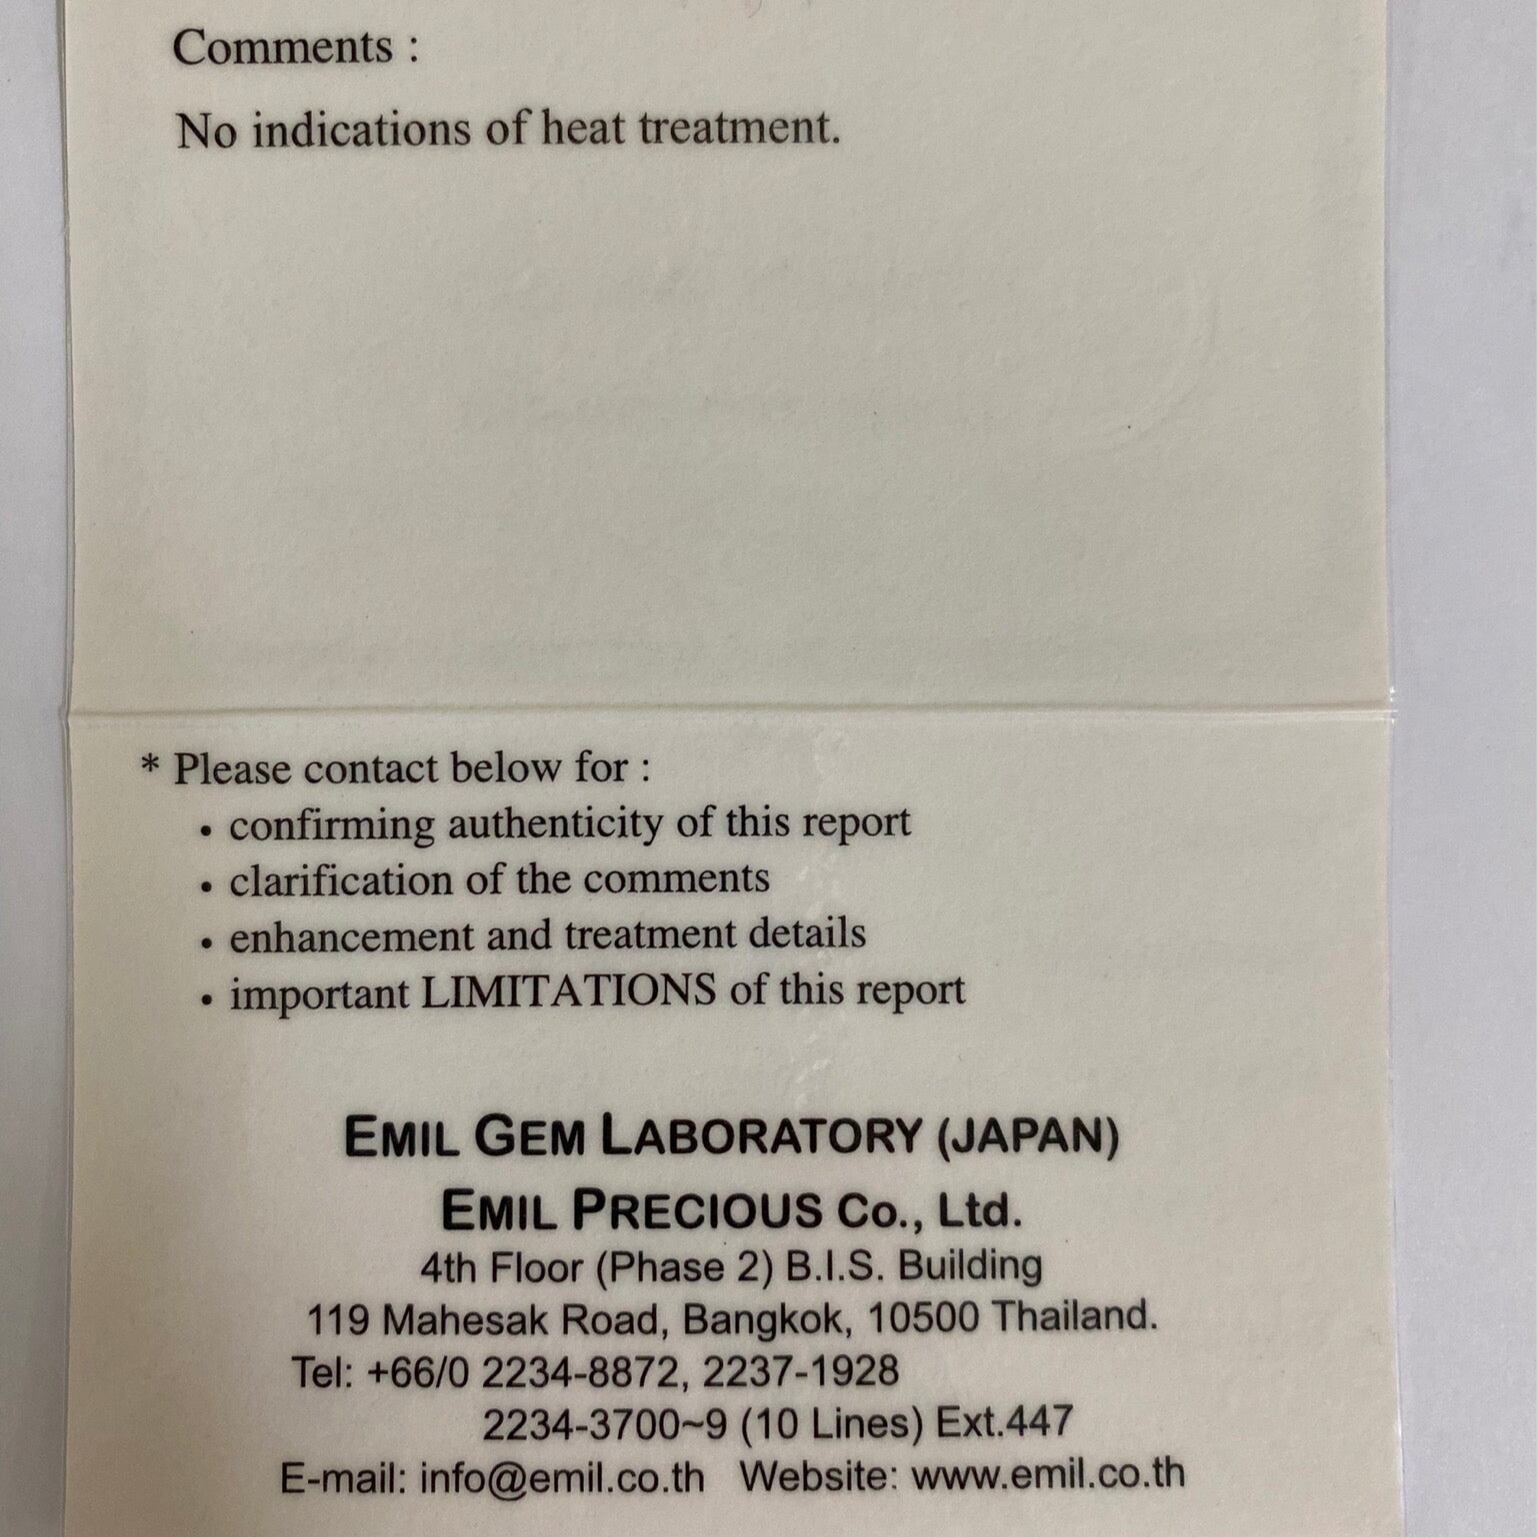 Comments :
No indications of heat treatment.
* Please contact below for :
• confirming authenticity of this report
• clarification of the comments
• enhancement and treatment details
• important LIMITATIONS of this report
EMIL GEM LABORATORY (JAPAN)
EMIL PRECIOUS Co., Ltd.
4th Floor (Phase 2) B.I.S. Building
119 Mahesak Road, Bangkok, 10500 Thailand.
Tel: +66/0 2234-8872, 2237-1928
2234-3700~9 (10 Lines) Ext.447
E-mail: info@emil.co.th Website: www.emil.co.th